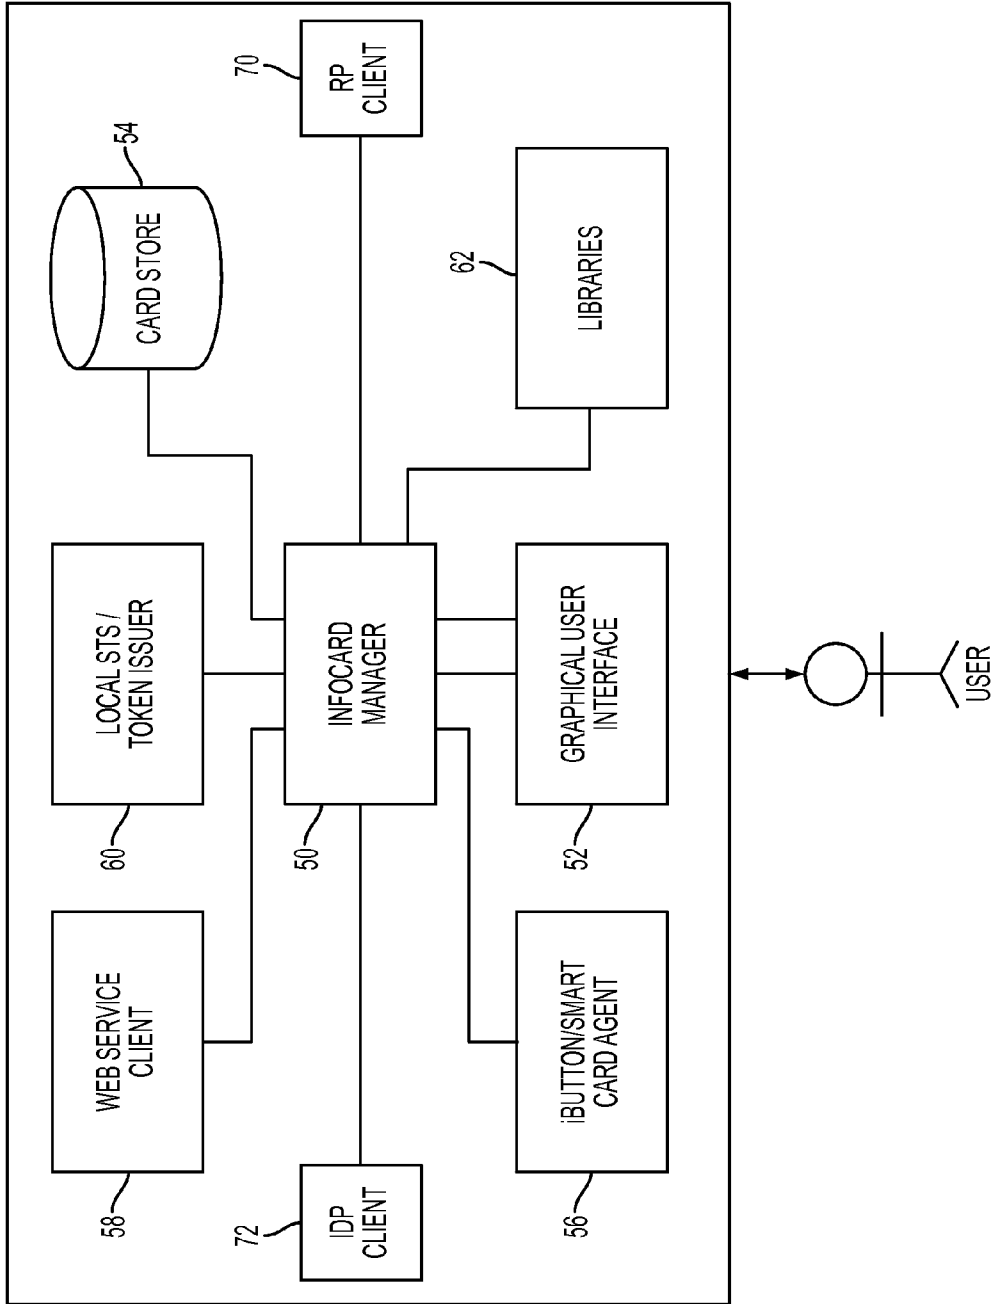 WEB SERVICE
CLIENT
58
LOCAL STS /
TOKEN ISSUER
60
CARD STORE
54
IDP
CLIENT
72
INFOCARD
MANAGER
50
RP
CLIENT
70
iBUTTON/SMART
CARD AGENT
56
GRAPHICAL USER
INTERFACE
52
LIBRARIES
62
USER